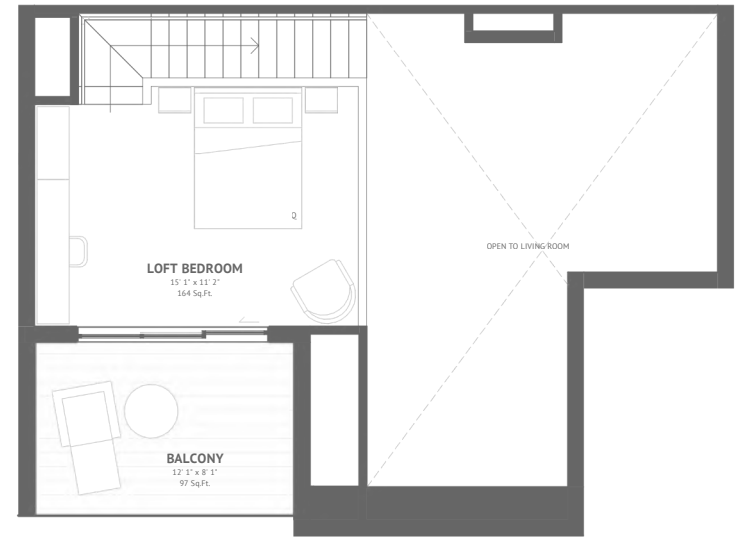 Q
OPEN TO LIVING ROOM
LOFT BEDROOM
15' 1" x 11' 2"
164 Sq.Ft.
BALCONY
12' 1" x 8' 1"
97 Sq.Ft.